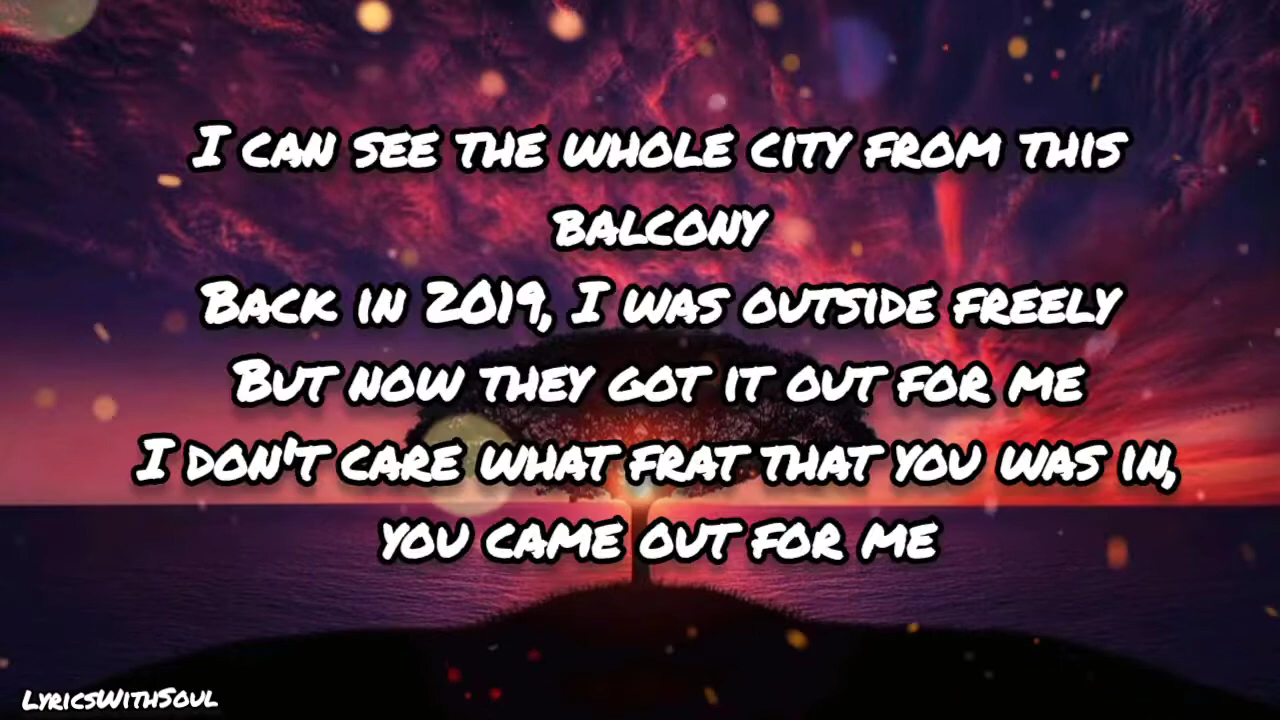 I can see the whole city from this
balcony
Back in 2019, I was outside freely
But now they got it out for me
I don't care what frat that you was in,
you came out for me
LyricsWithSoul